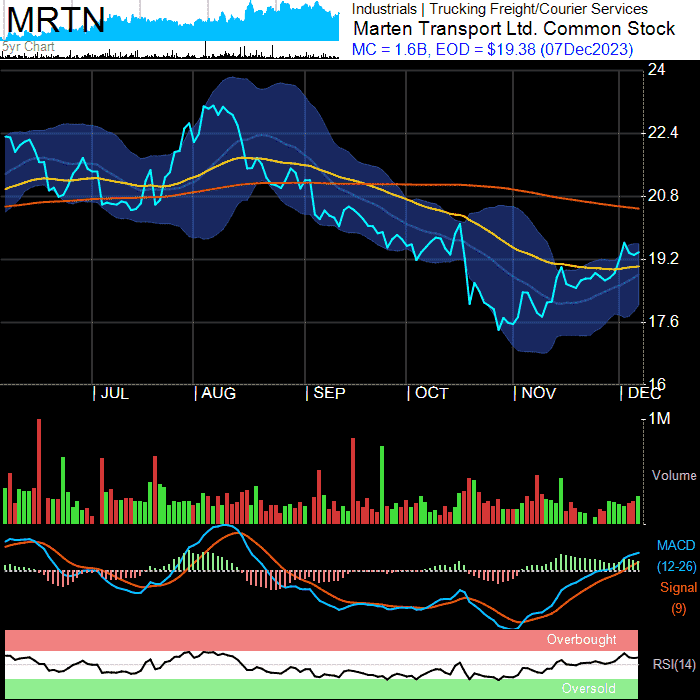 MRTN
5yr Chart
Industrials | Trucking Freight/Courier Services
Marten Transport Ltd. Common Stock
MC = 1.6B, EOD = $19.38 (07Dec2023)
24
22.4
20.8
19.2
17.6
16
JUL
AUG
SEP
OCT
NOV
DEC
1M
Volume
MACD
(12-26)
Signal
(9)
Overbought
RSI(14)
Oversold